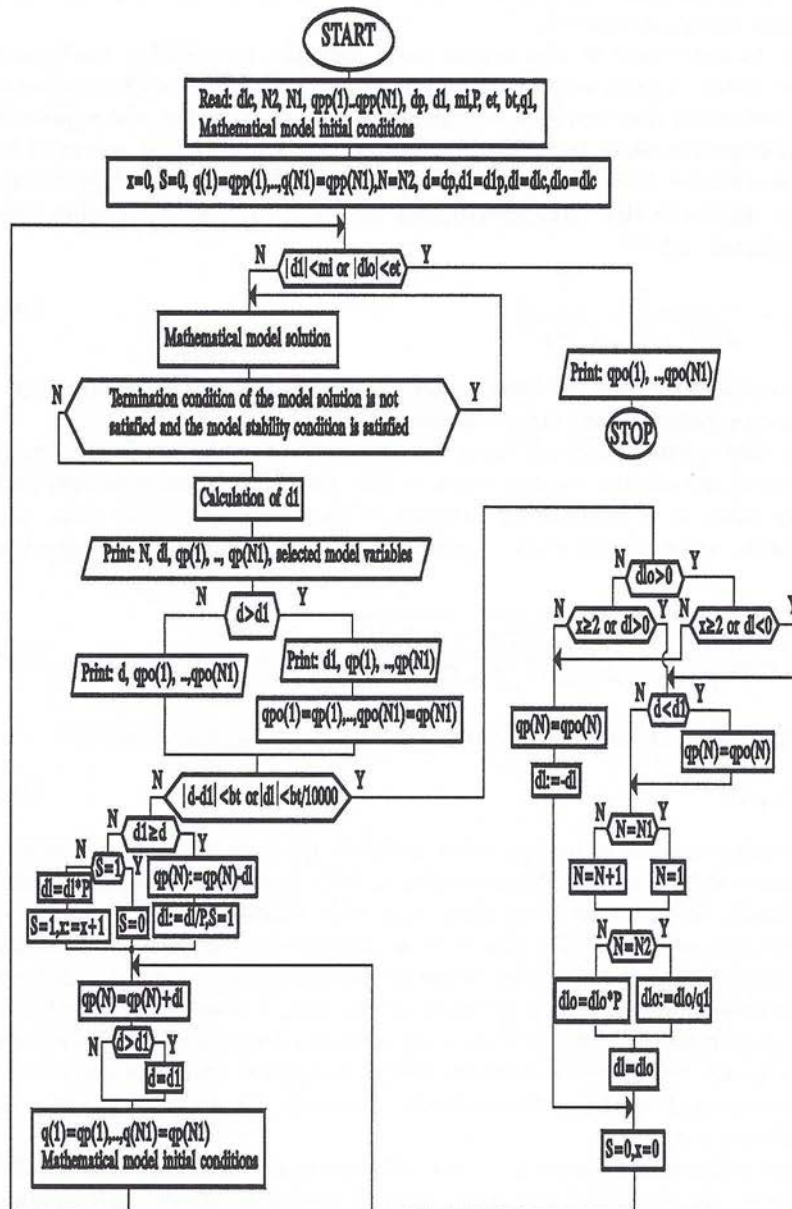 START
Read: dlc, N2, N1, qpp(1)..qpp(N1), dp, d1, mi,P, et, bt,q1,
Mathematical model initial conditions
x=0, S=0, q(1)=qpp(1),..,q(N1)=qpp(N1),N=N2, d=dp,d1=d1p,dl=dlc,dlo=dlc
N
|d1|<mi or |dlo|<et
Y
Mathematical model solution
Print: qpo(1), ..,qpo(N1)
STOP
N
Termination condition of the model solution is not
satisfied and the model stability condition is satisfied
Y
Calculation of d1
Print: N, dl, qp(1), .., qp(N1), selected model variables
N
d>d1
Y
Print: d, qpo(1), ..,qpo(N1)
Print: d1, qp(1), ..,qp(N1)
qpo(1)=qp(1),..,qpo(N1)=qp(N1)
N
|d-d1|<bt or|dl|<bt/10000
Y
N
d1≥d
Y
N
S=1
Y
dl=dl*P
S=1,x:=x+1
S=0
qp(N):=qp(N)-dl
dl:=dl/P,S=1
qp(N)=qp(N)+dl
N
d>d1
Y
d=d1
q(1)=qp(1),..,q(N1)=qp(N1)
Mathematical model initial conditions
N
dlo>0
Y
N
x≥2 or dl>0
Y
N
x≥2 or dl<0
Y
qp(N)=qpo(N)
dl:=-dl
N
d<d1
Y
qp(N)=qpo(N)
N
N=N1
Y
N=N+1
N=1
N
N=N2
Y
dlo=dlo*P
dlo:=dlo/q1
dl=dlo
S=0,x=0